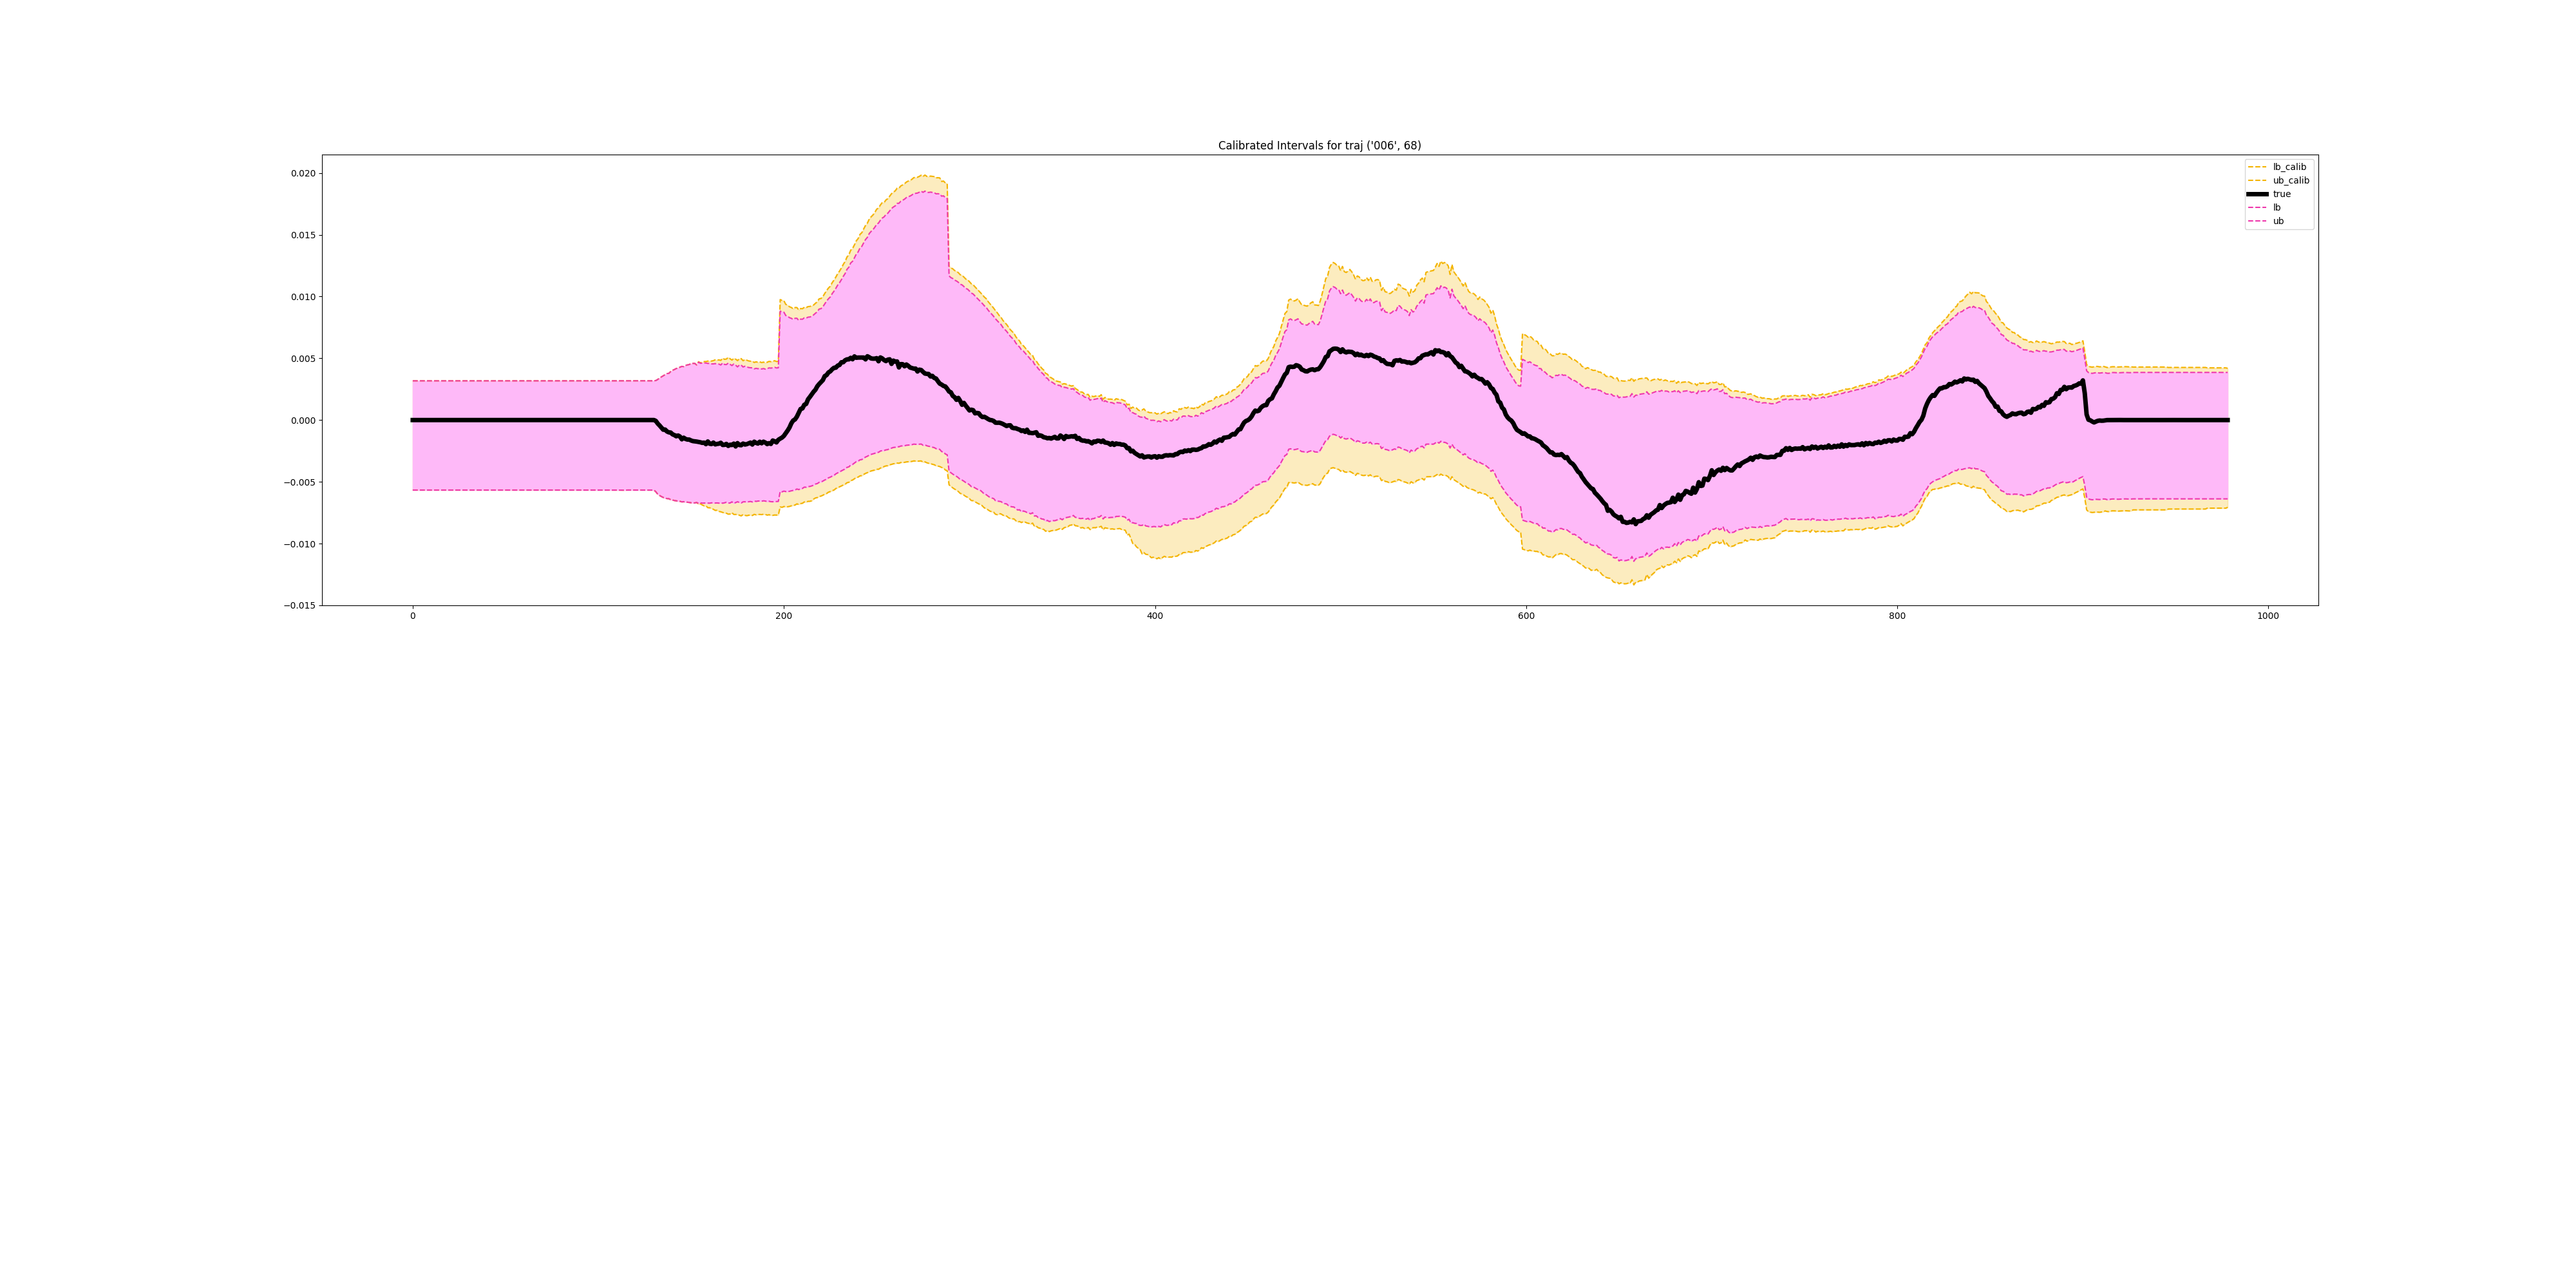 Calibrated Intervals for traj ('006', 68)
lb_calib
ub_calib
true
lb
ub
0.020
0.015
0.010
0.005
0.000
−0.005
−0.010
−0.015
0 200 400 600 800 1000